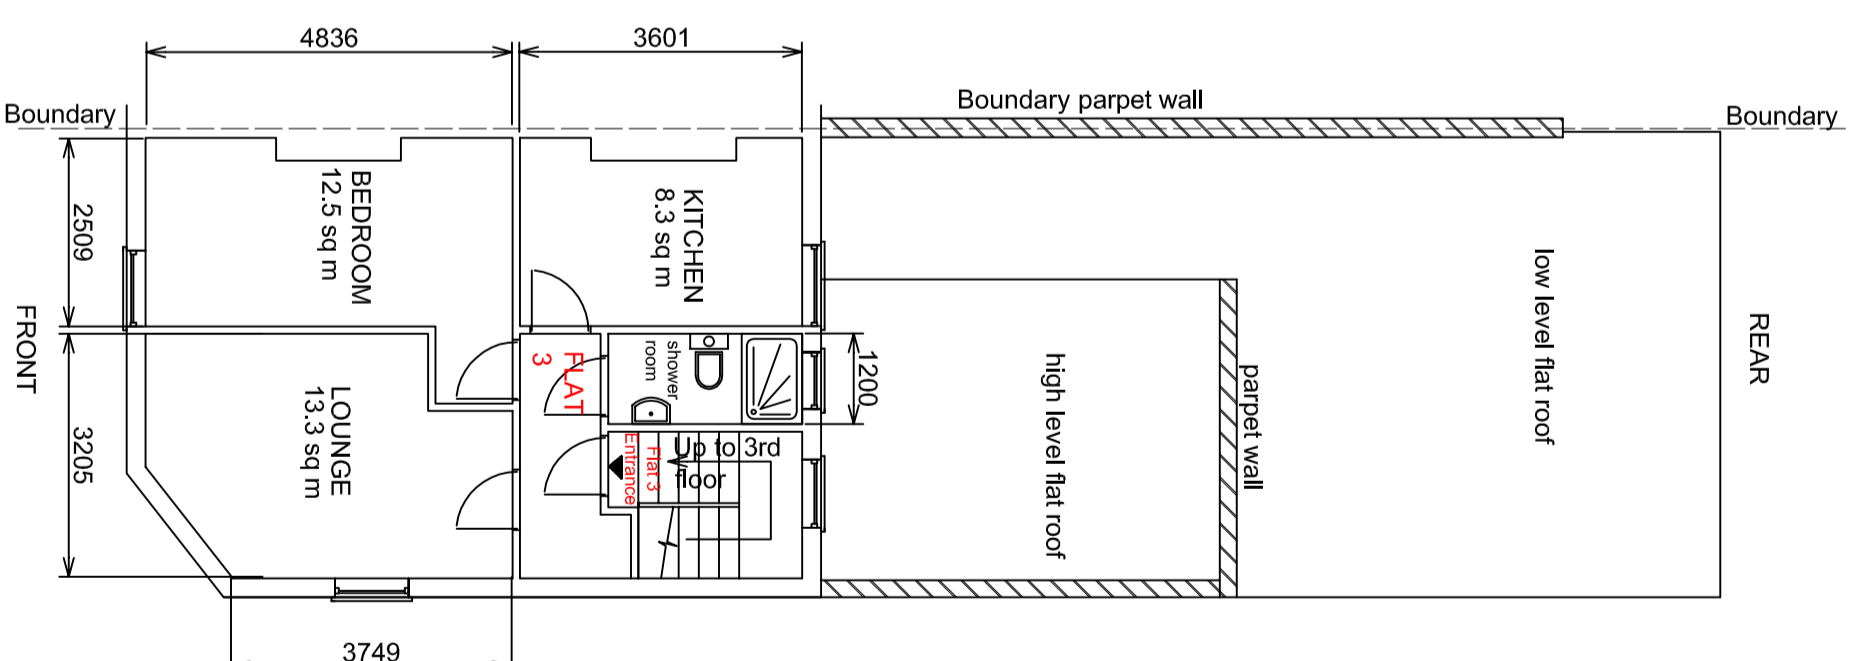 4836
3601
Boundary
Boundary parpet wall
Boundary
2509
BEDROOM
12.5 sq m
KITCHEN
8.3 sq m
FRONT
low level flat roof
REAR
FLAT
3
shower
room
1200
high level flat roof
parpet wall
3205
LOUNGE
13.3 sq m
Flat 3
Entrance
Up to 3rd
floor
3749